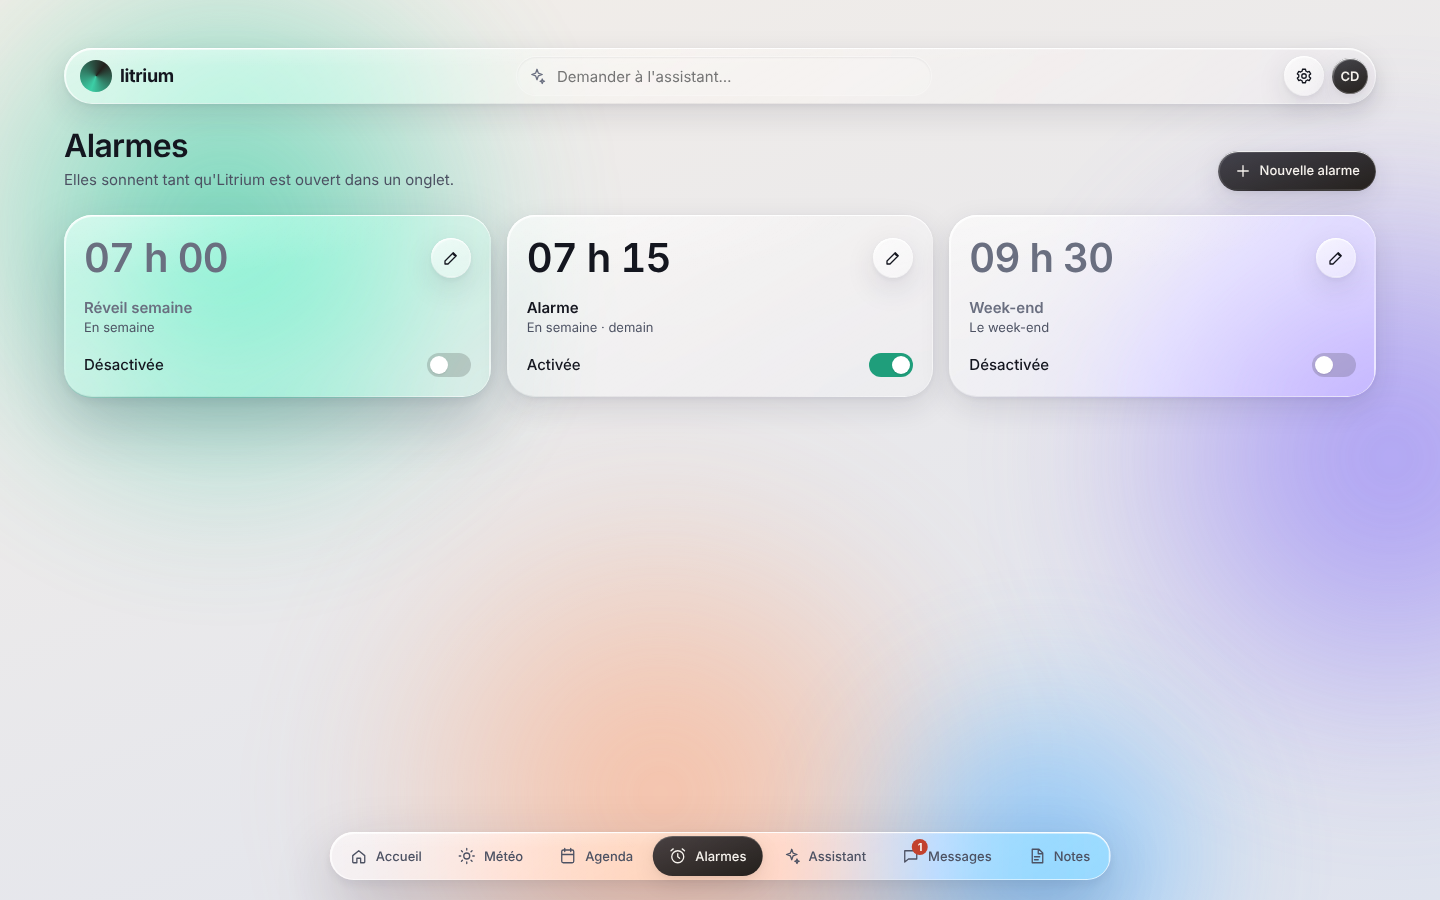 litrium
Demander à l'assistant...
CD
Alarmes
Elles sonnent tant qu'Litrium est ouvert dans un onglet.
Nouvelle alarme
07 h 00
Réveil semaine
En semaine
Désactivée
07 h 15
Alarme
En semaine · demain
Activée
09 h 30
Week-end
Le week-end
Désactivée
Accueil
Météo
Agenda
Alarmes
Assistant
1
Messages
Notes